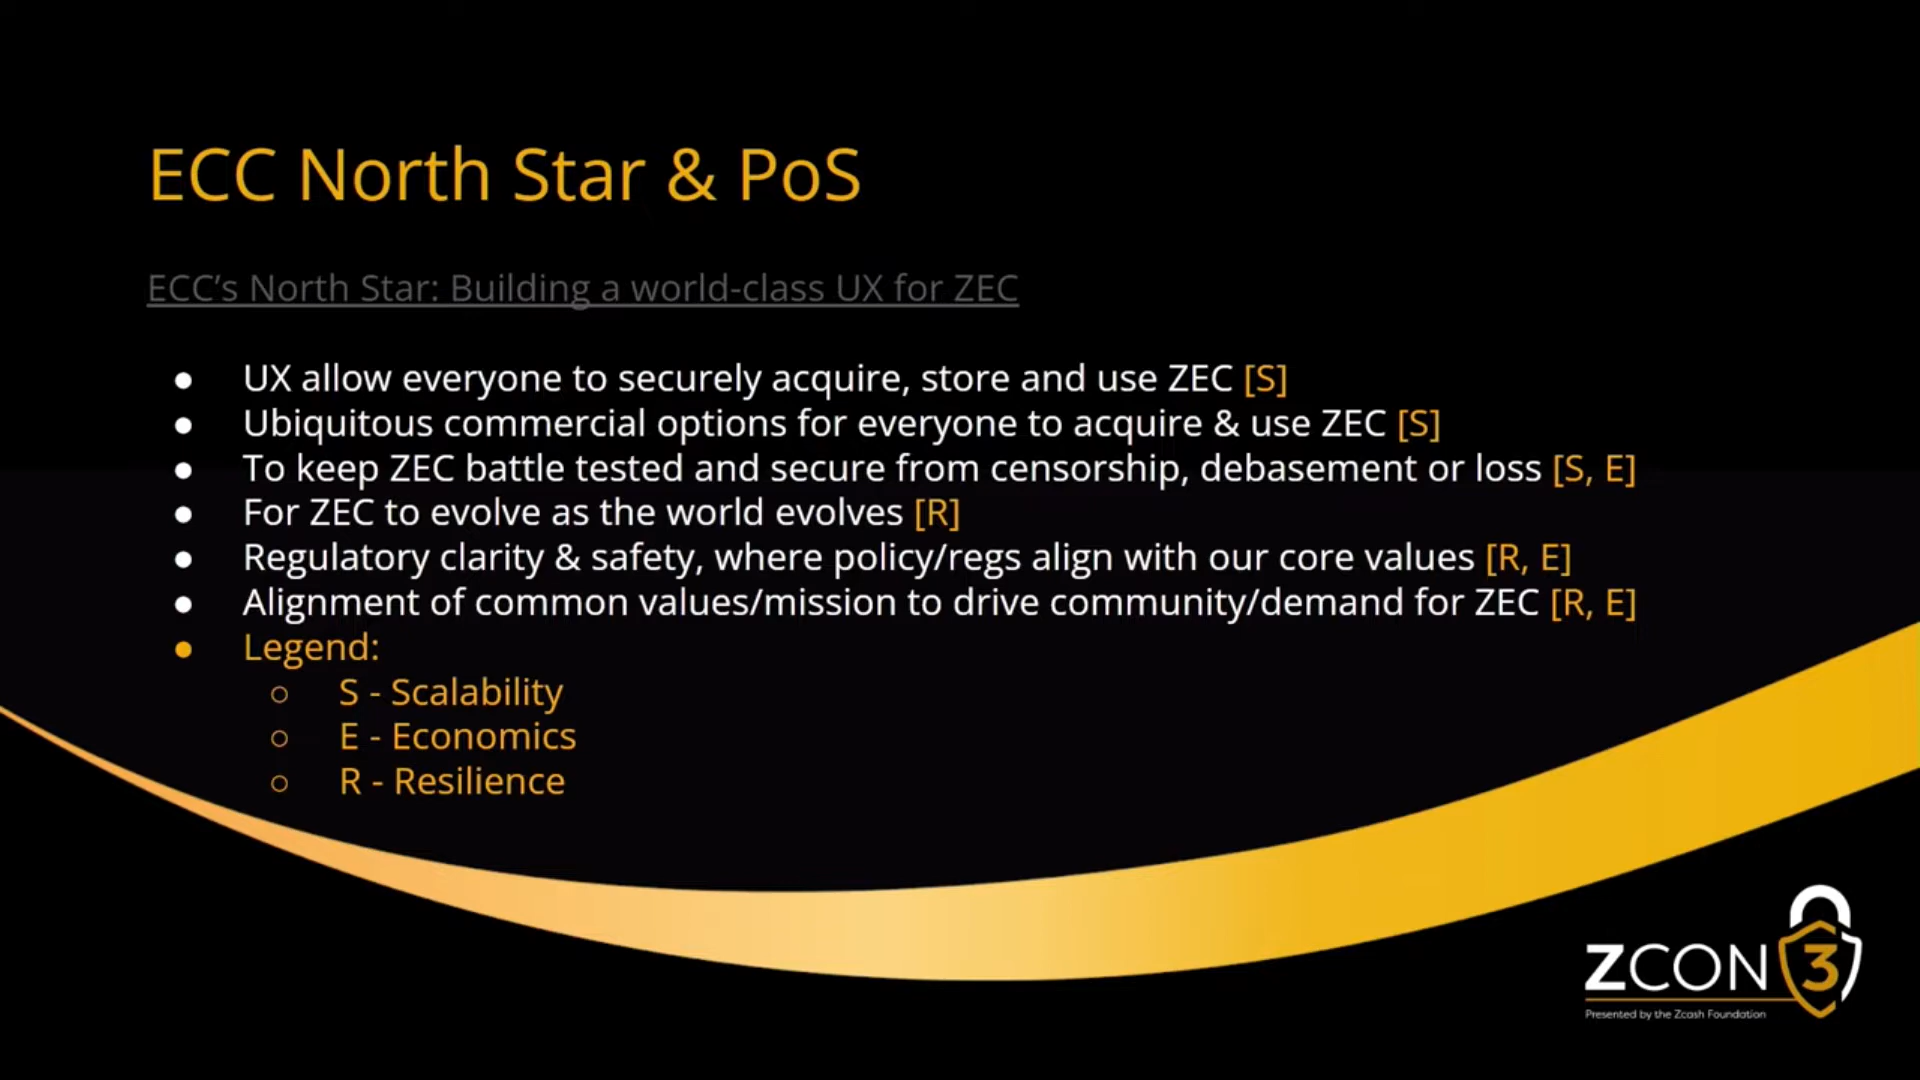 ECC North Star & PoS
ECC’s North Star: Building a world-class UX for ZEC
● UX allow everyone to securely acquire, store and use ZEC [S]
● Ubiquitous commercial options for everyone to acquire & use ZEC [S]
● To keep ZEC battle tested and secure from censorship, debasement or loss [S, E]
● For ZEC to evolve as the world evolves [R]
● Regulatory clarity & safety, where policy/regs align with our core values [R, E]
● Alignment of common values/mission to drive community/demand for ZEC [R, E]
● Legend:
○ S - Scalability
○ E - Economics
○ R - Resilience
ZCON 3
Presented by the Zcash Foundation